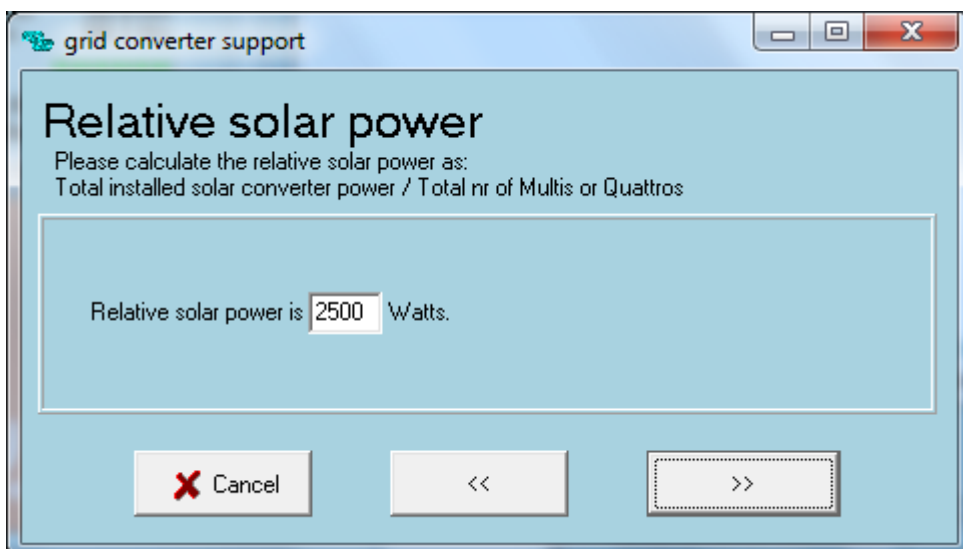 grid converter support
Relative solar power
Please calculate the relative solar power as:
Total installed solar converter power / Total nr of Multis or Quattros
Relative solar power is 2500 Watts.
Cancel << >>